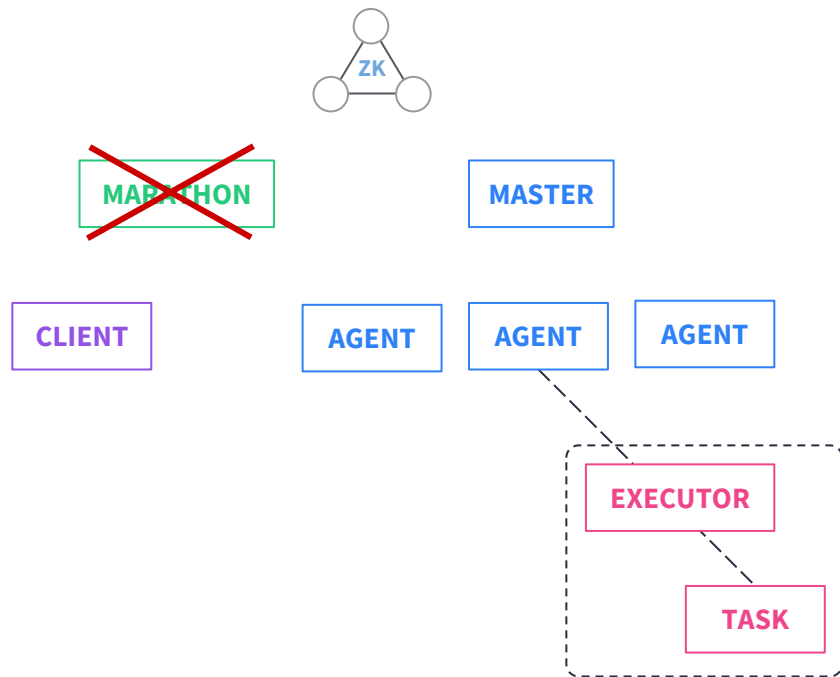 ZK
MARATHON
MASTER
CLIENT
AGENT
AGENT
AGENT
EXECUTOR
TASK